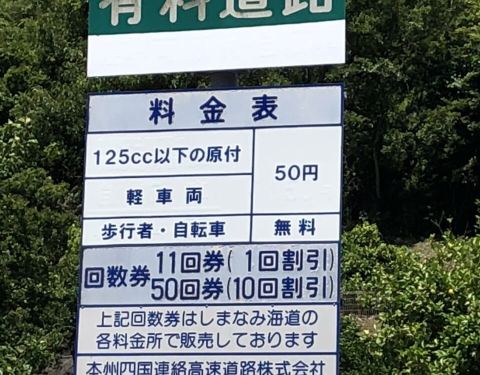 有料道路
料金表
125cc以下の原付
50円
軽車両
歩行者・自転車
無料
回数券
11回券(1回割引)
50回券(10回割引)
上記回数券はしまなみ海道の
各料金所で販売しております
本州四国連絡高速道路株式会社